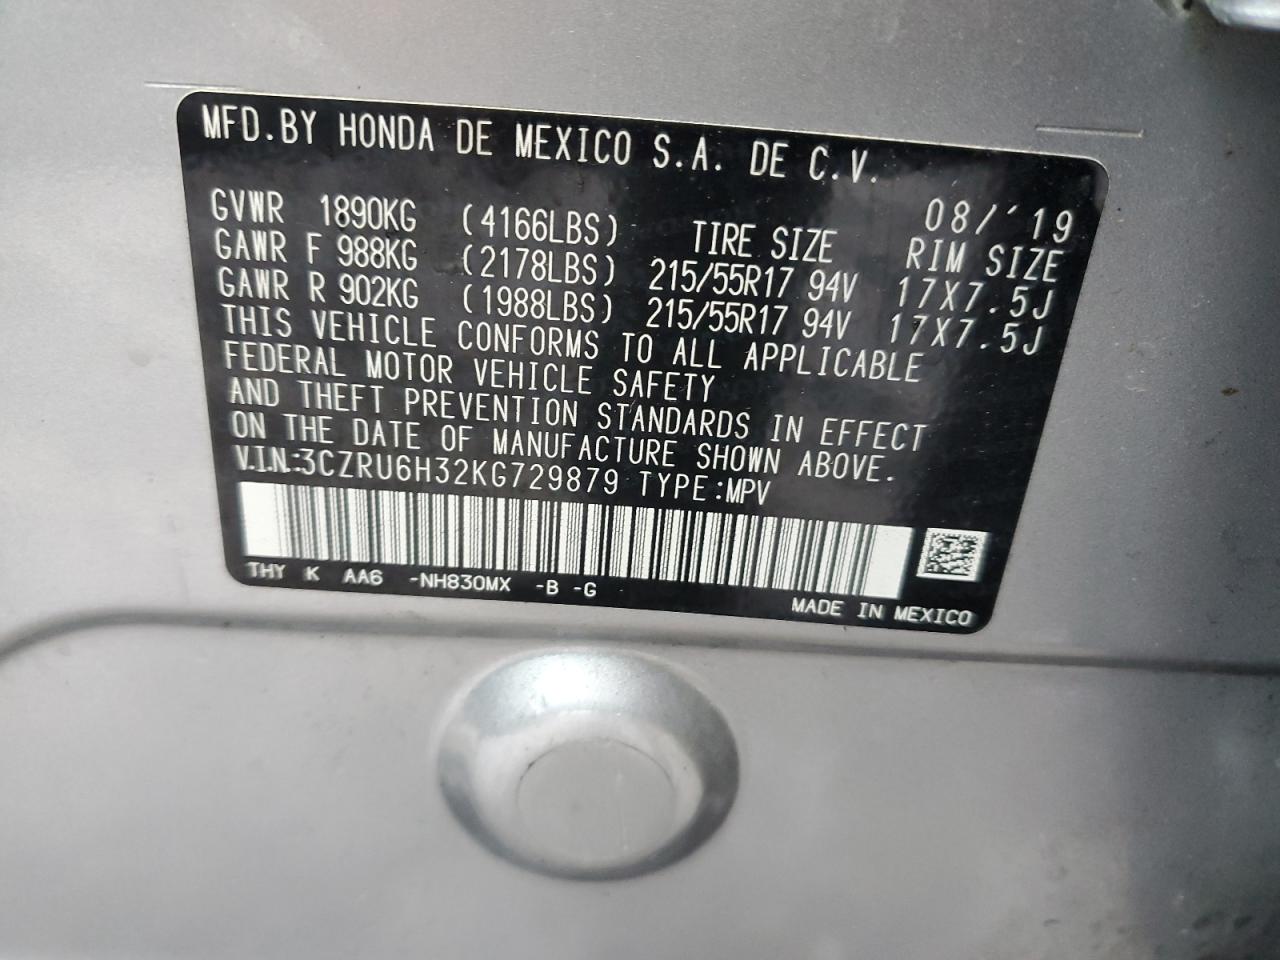 MFD.BY HONDA DE MEXICO S.A. DE C.V.
08/'19
GVWR 1890KG (4166LBS) TIRE SIZE RIM SIZE
GAWR F 988KG (2178LBS) 215/55R17 94V 17X7.5J
GAWR R 902KG (1988LBS) 215/55R17 94V 17X7.5J
THIS VEHICLE CONFORMS TO ALL APPLICABLE
FEDERAL MOTOR VEHICLE SAFETY
AND THEFT PREVENTION STANDARDS IN EFFECT
ON THE DATE OF MANUFACTURE SHOWN ABOVE.
V.I.N.:3CZRU6H32KG729879 TYPE:MPV
THY K AA6 -NH830MX -B -G
MADE IN MEXICO